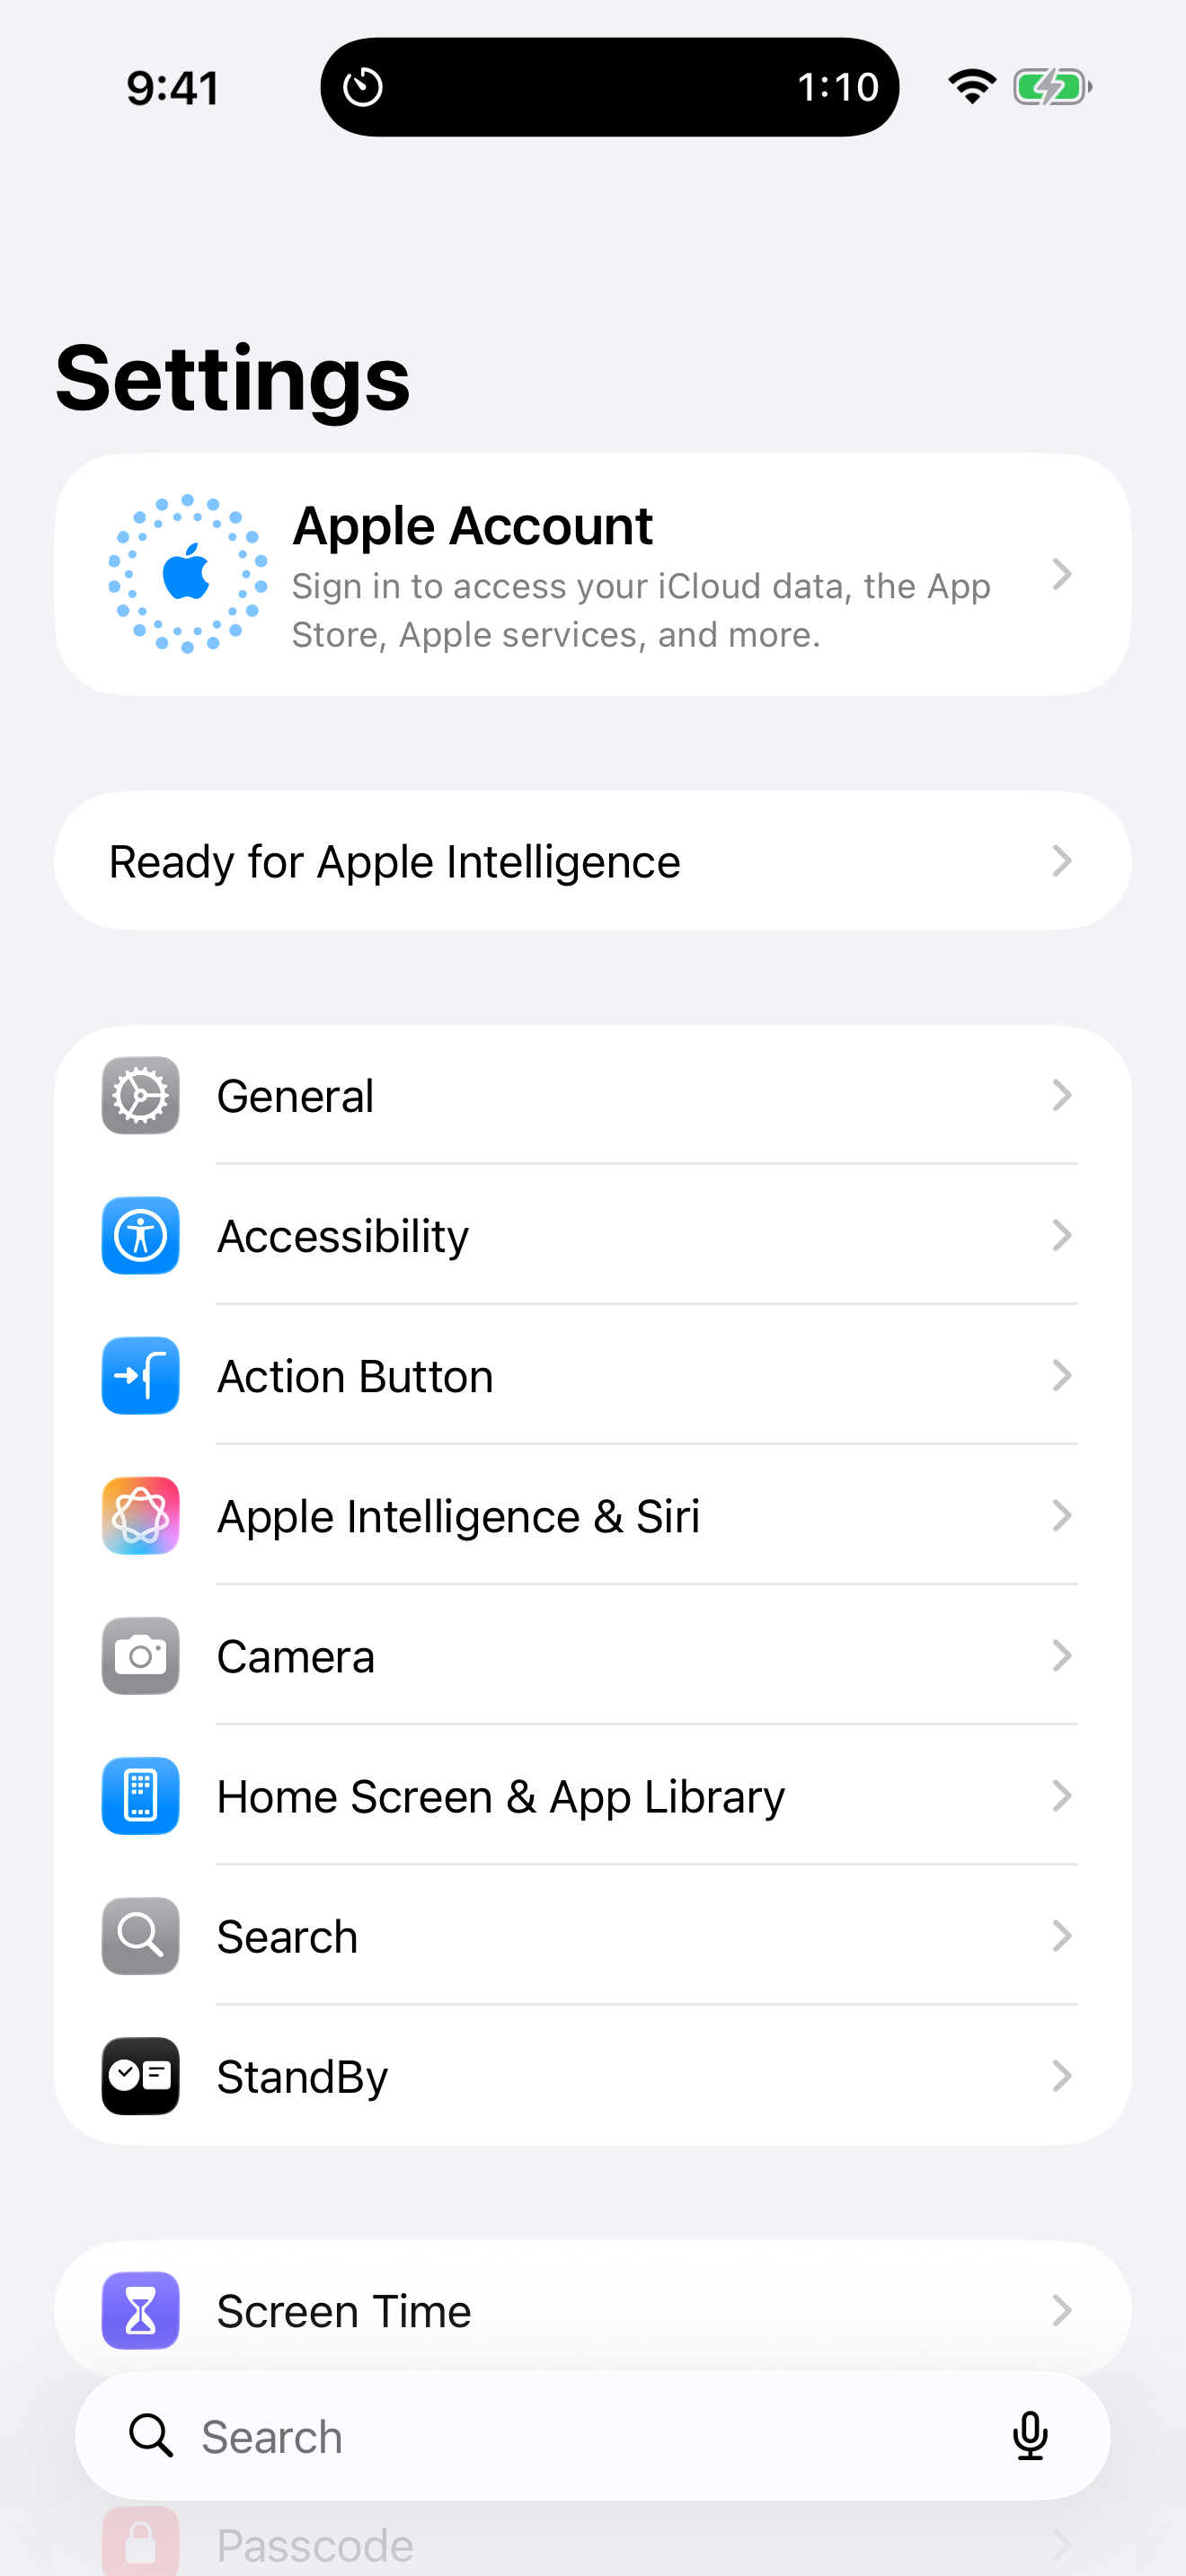 9:41
1:10
Settings
Apple Account
Sign in to access your iCloud data, the App
Store, Apple services, and more.
Ready for Apple Intelligence
General
Accessibility
Action Button
Apple Intelligence & Siri
Camera
Home Screen & App Library
Search
StandBy
Screen Time
Search
Passcode